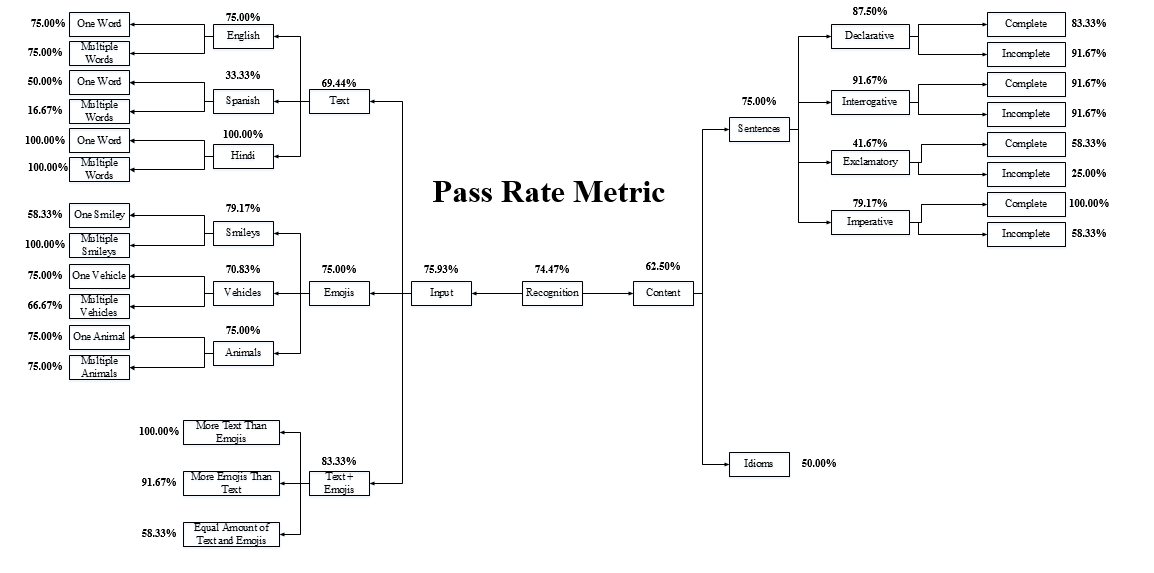 Pass Rate Metric
75.00%
One Word
75.00%
Multiple
Words
75.00%
English
50.00%
One Word
16.67%
Multiple
Words
33.33%
Spanish
100.00%
One Word
100.00%
Multiple
Words
100.00%
Hindi
69.44%
Text
58.33%
One Smiley
100.00%
Multiple
Smileys
79.17%
Smileys
75.00%
One Vehicle
66.67%
Multiple
Vehicles
70.83%
Vehicles
75.00%
One Animal
75.00%
Multiple
Animals
75.00%
Animals
75.00%
Emojis
100.00%
More Text Than
Emojis
91.67%
More Emojis Than
Text
58.33%
Equal Amount of
Text and Emojis
83.33%
Text +
Emojis
75.93%
Input
74.47%
Recognition
62.50%
Content
75.00%
Sentences
87.50%
Declarative
Complete
83.33%
Incomplete
91.67%
91.67%
Interrogative
Complete
91.67%
Incomplete
91.67%
41.67%
Exclamatory
Complete
58.33%
Incomplete
25.00%
79.17%
Imperative
Complete
100.00%
Incomplete
58.33%
Idioms
50.00%